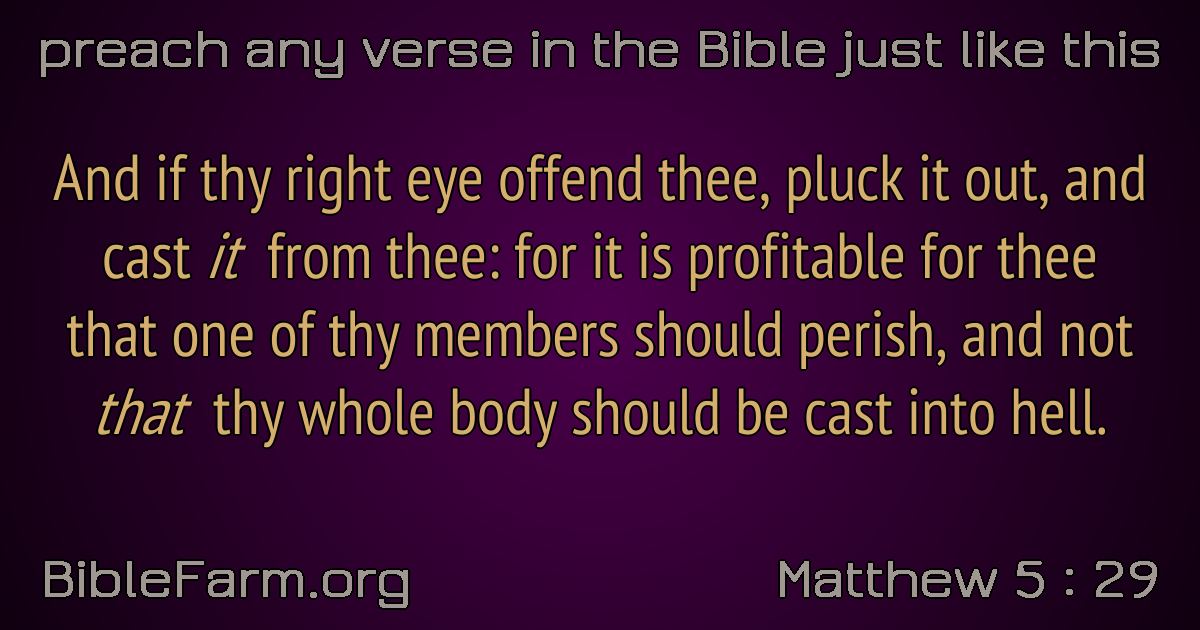 preach any verse in the Bible just like this
And if thy right eye offend thee, pluck it out, and
cast it from thee: for it is profitable for thee
that one of thy members should perish, and not
that thy whole body should be cast into hell.
BibleFarm.org
Matthew 5 : 29